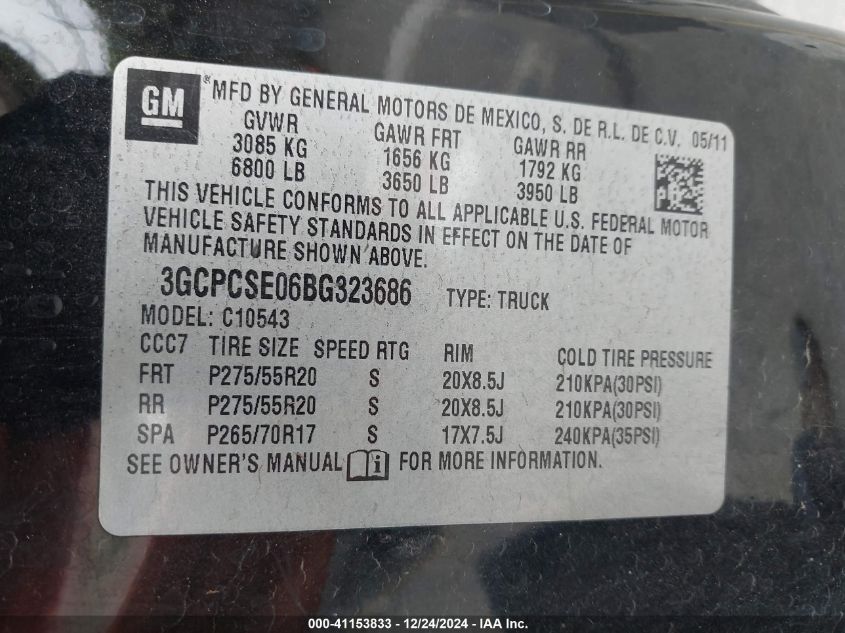 GM
*MFD BY GENERAL MOTORS DE MEXICO, S. DE R.L. DE C.V. 05/11
GVWR GAWR FRT GAWR RR
3085 KG 1656 KG 1792 KG
6800 LB 3650 LB 3950 LB
THIS VEHICLE CONFORMS TO ALL APPLICABLE U.S. FEDERAL MOTOR
VEHICLE SAFETY STANDARDS IN EFFECT ON THE DATE OF
MANUFACTURE SHOWN ABOVE.
3GCPCSE06BG323686 TYPE: TRUCK
MODEL: C10543
CCC7 TIRE SIZE SPEED RTG RIM COLD TIRE PRESSURE
FRT P275/55R20 S 20X8.5J 210KPA(30PSI)
RR P275/55R20 S 20X8.5J 210KPA(30PSI)
SPA P265/70R17 S 17X7.5J 240KPA(35PSI)
SEE OWNER'S MANUAL i FOR MORE INFORMATION.
000-41153833 - 12/24/2024 - IAA Inc.